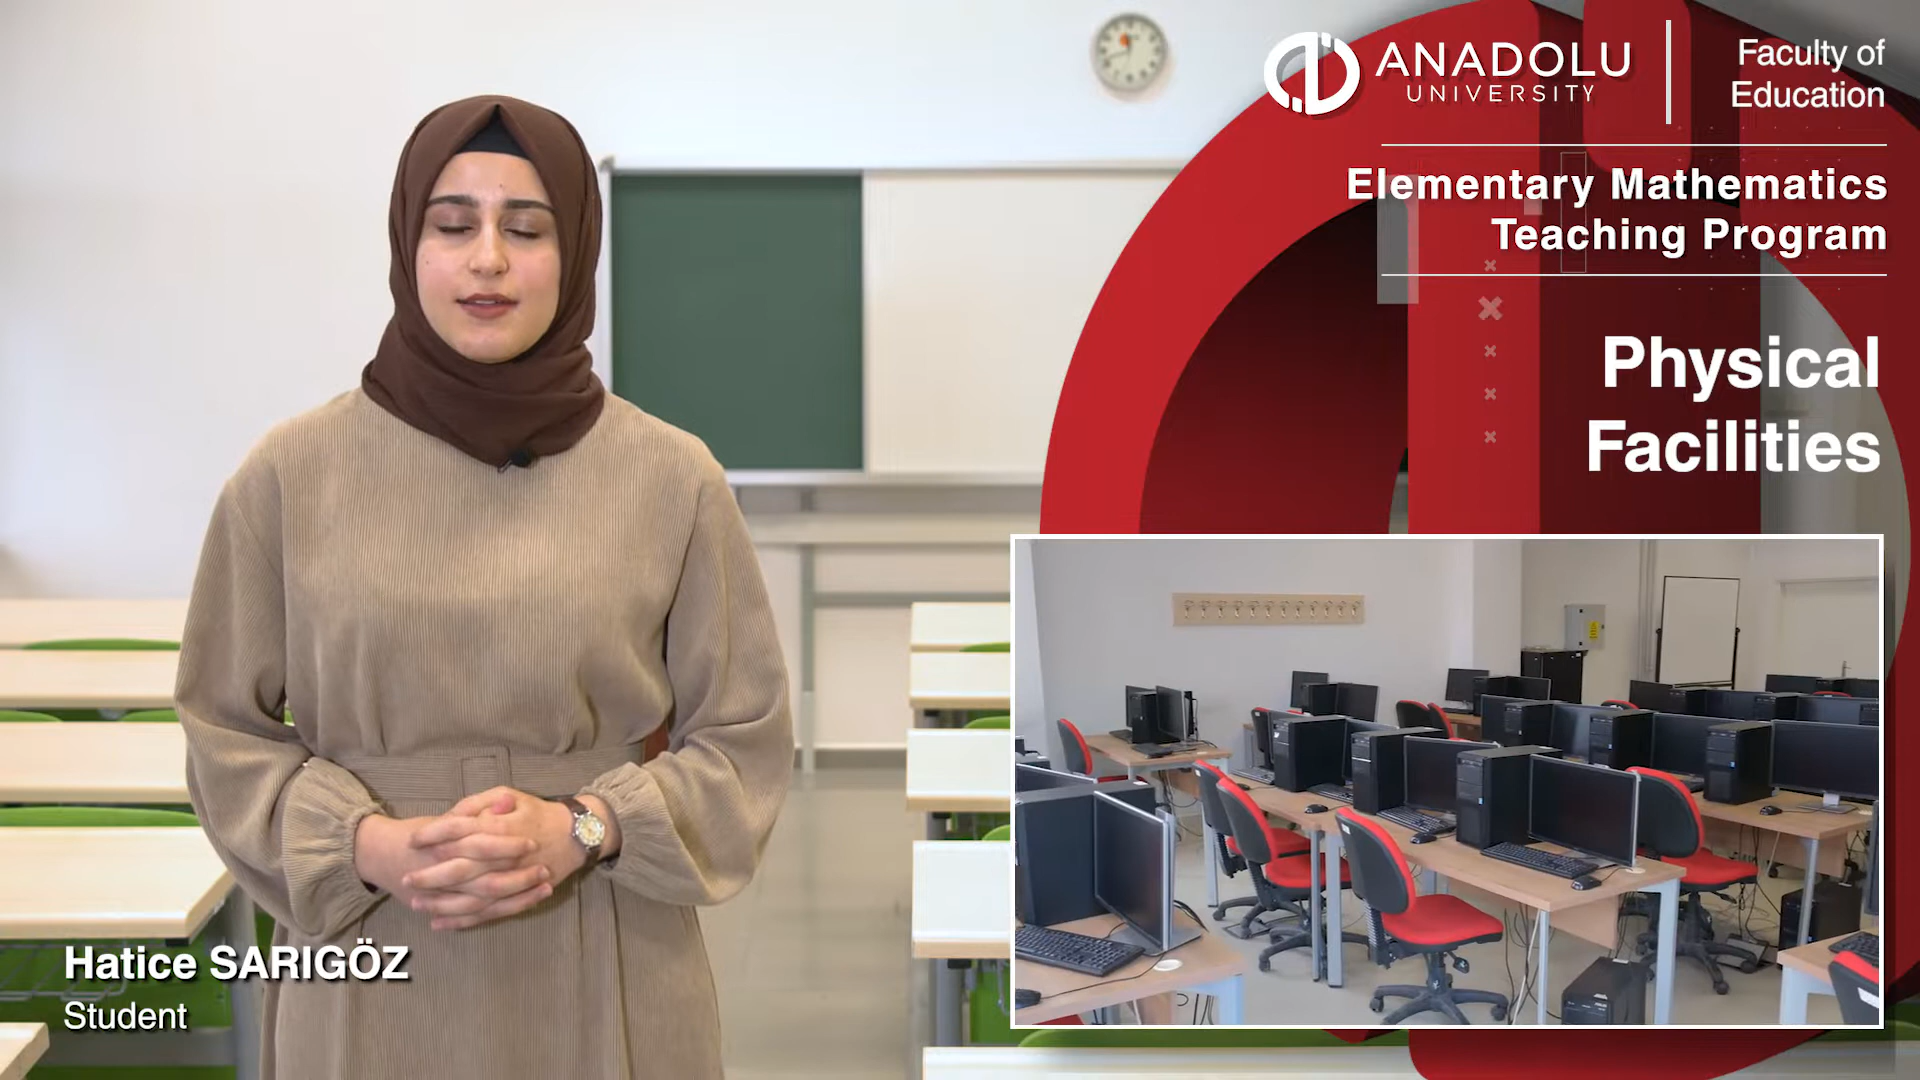 ANADOLU
UNIVERSITY
Faculty of
Education
Elementary Mathematics
Teaching Program
Physical
Facilities
Hatice SARIGÖZ
Student